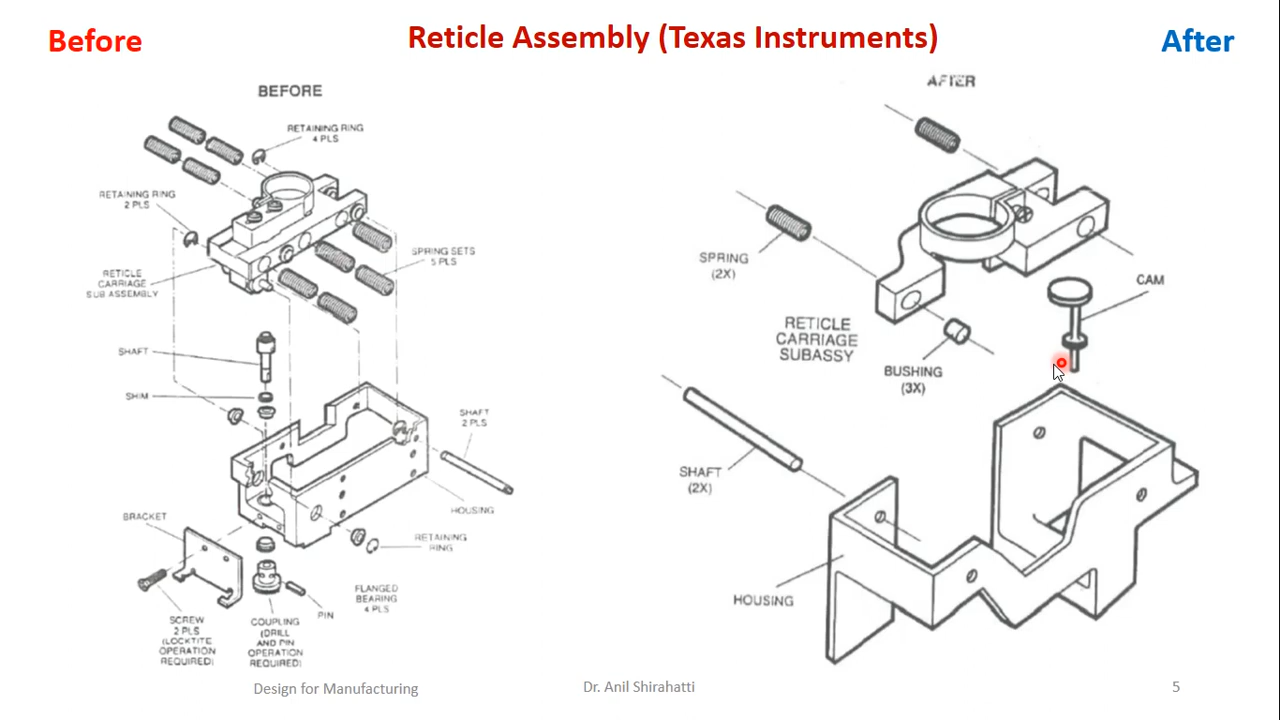 Before
Reticle Assembly (Texas Instruments)
After
BEFORE
RETAINING RING
4 PLS
RETAINING RING
2 PLS
SPRING SETS
5 PLS
RETICLE
CARRIAGE
SUB ASSEMBLY
SHAFT
SHIM
SHAFT
2 PLS
HOUSING
BRACKET
RETAINING
RING
FLANGED
BEARING
4 PLS
PIN
SCREW
2 PLS
(LOCKTITE
OPERATION
REQUIRED)
COUPLING
(DRILL
AND PIN
OPERATION
REQUIRED)
AFTER
SPRING
(2X)
CAM
RETICLE
CARRIAGE
SUBASSY
BUSHING
(3X)
SHAFT
(2X)
HOUSING
Design for Manufacturing
Dr. Anil Shirahatti
5